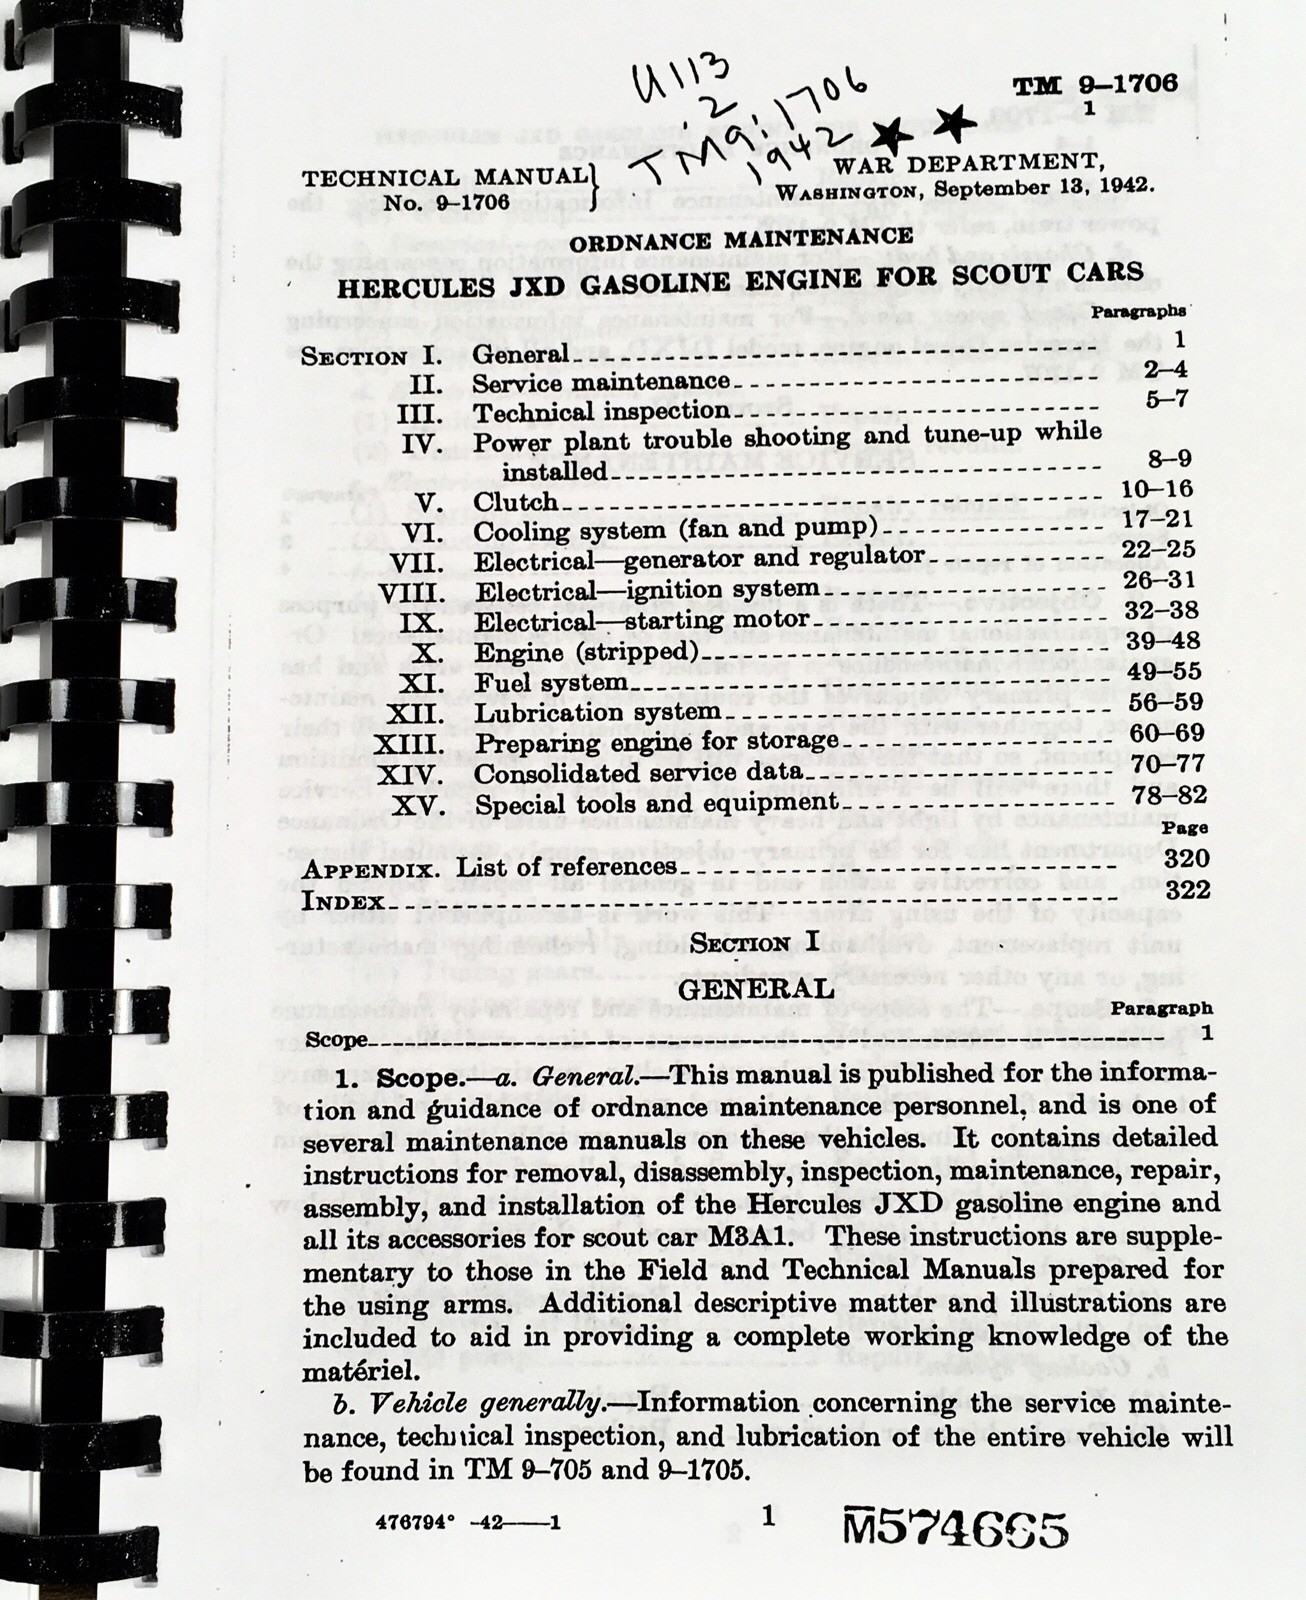 U113
.2
TM9:1706
1942
TM 9–1706
1
TECHNICAL MANUAL}
No. 9–1706
WAR DEPARTMENT,
WASHINGTON, September 13, 1942.
ORDNANCE MAINTENANCE
HERCULES JXD GASOLINE ENGINE FOR SCOUT CARS
Paragraphs
SECTION I. General 1
II. Service maintenance 2–4
III. Technical inspection 5–7
IV. Power plant trouble shooting and tune-up while
installed 8–9
V. Clutch 10–16
VI. Cooling system (fan and pump) 17–21
VII. Electrical—generator and regulator 22–25
VIII. Electrical—ignition system 26–31
IX. Electrical—starting motor 32–38
X. Engine (stripped) 39–48
XI. Fuel system 49–55
XII. Lubrication system 56–59
XIII. Preparing engine for storage 60–69
XIV. Consolidated service data 70–77
XV. Special tools and equipment 78–82
Page
APPENDIX. List of references 320
INDEX 322
SECTION I
GENERAL
Paragraph
Scope 1
1. Scope.—a. General.—This manual is published for the informa-
tion and guidance of ordnance maintenance personnel, and is one of
several maintenance manuals on these vehicles. It contains detailed
instructions for removal, disassembly, inspection, maintenance, repair,
assembly, and installation of the Hercules JXD gasoline engine and
all its accessories for scout car M3A1. These instructions are supple-
mentary to those in the Field and Technical Manuals prepared for
the using arms. Additional descriptive matter and illustrations are
included to aid in providing a complete working knowledge of the
matériel.
b. Vehicle generally.—Information concerning the service mainte-
nance, technical inspection, and lubrication of the entire vehicle will
be found in TM 9–705 and 9–1705.
476794° -42——1
1
M574665